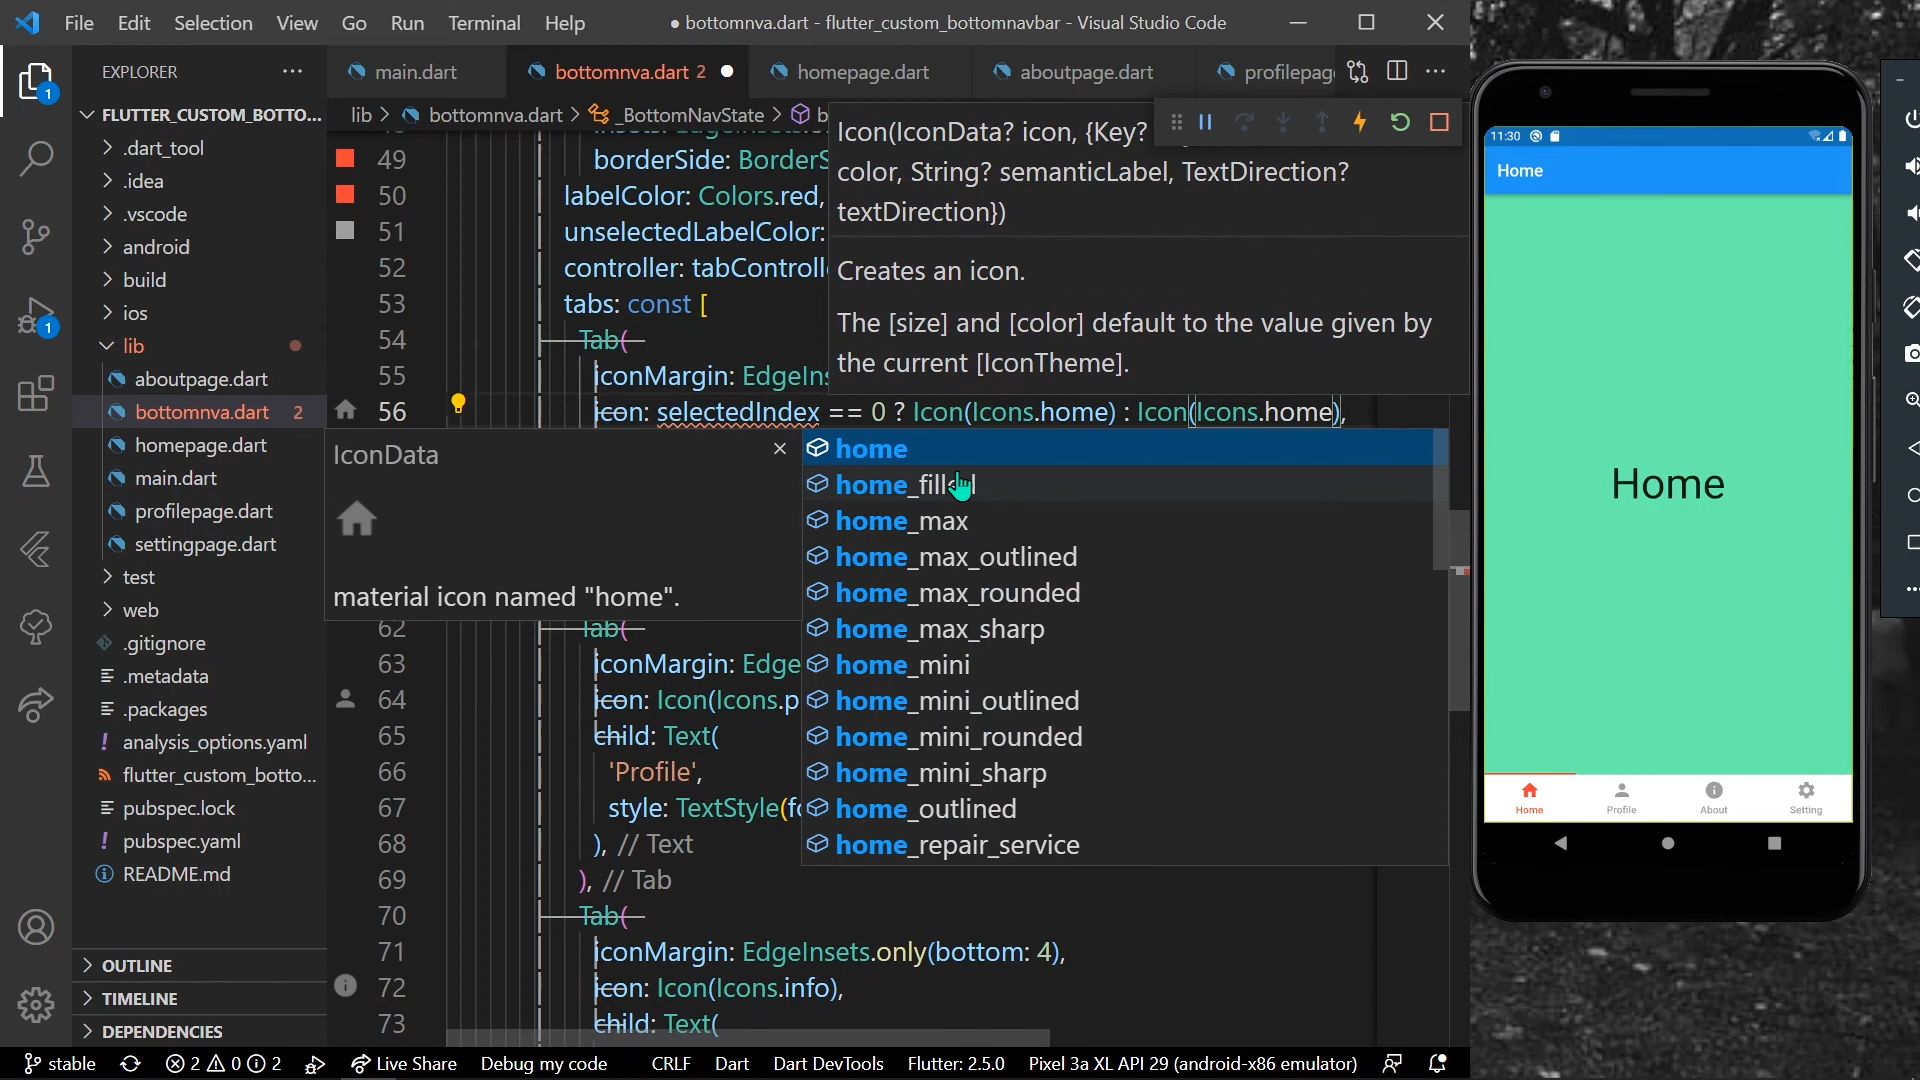 File Edit Selection View Go Run Terminal Help
● bottomnva.dart - flutter_custom_bottomnavbar - Visual Studio Code
EXPLORER
main.dart
bottomnva.dart 2
homepage.dart
aboutpage.dart
profilepag
FLUTTER_CUSTOM_BOTTO...
.dart_tool
.idea
.vscode
android
build
ios
lib
aboutpage.dart
bottomnva.dart 2
homepage.dart
main.dart
profilepage.dart
settingpage.dart
test
web
.gitignore
.metadata
.packages
analysis_options.yaml
flutter_custom_botto...
pubspec.lock
pubspec.yaml
README.md
OUTLINE
TIMELINE
DEPENDENCIES
1
1
lib > bottomnva.dart > _BottomNavState > b
49 borderSide: BorderS
50 labelColor: Colors.red,
51 unselectedLabelColor:
52 controller: tabControlle
53 tabs: const [
54 Tab(
55 iconMargin: EdgeIns
56 icon: selectedIndex == 0 ? Icon(Icons.home) : Icon(Icons.home),
62 Tab(
63 iconMargin: Edge
64 icon: Icon(Icons.p
65 child: Text(
66 'Profile',
67 style: TextStyle(fo
68 ), // Text
69 ), // Tab
70 Tab(
71 iconMargin: EdgeInsets.only(bottom: 4),
72 icon: Icon(Icons.info),
73 child: Text(
Icon(IconData? icon, {Key?
color, String? semanticLabel, TextDirection?
textDirection})
Creates an icon.
The [size] and [color] default to the value given by
the current [IconTheme].
IconData
material icon named "home".
home
home_filled
home_max
home_max_outlined
home_max_rounded
home_max_sharp
home_mini
home_mini_outlined
home_mini_rounded
home_mini_sharp
home_outlined
home_repair_service
stable 2 0 2 Live Share Debug my code CRLF Dart Dart DevTools Flutter: 2.5.0 Pixel 3a XL API 29 (android-x86 emulator)
11:30
Home
Home
Home Profile About Setting